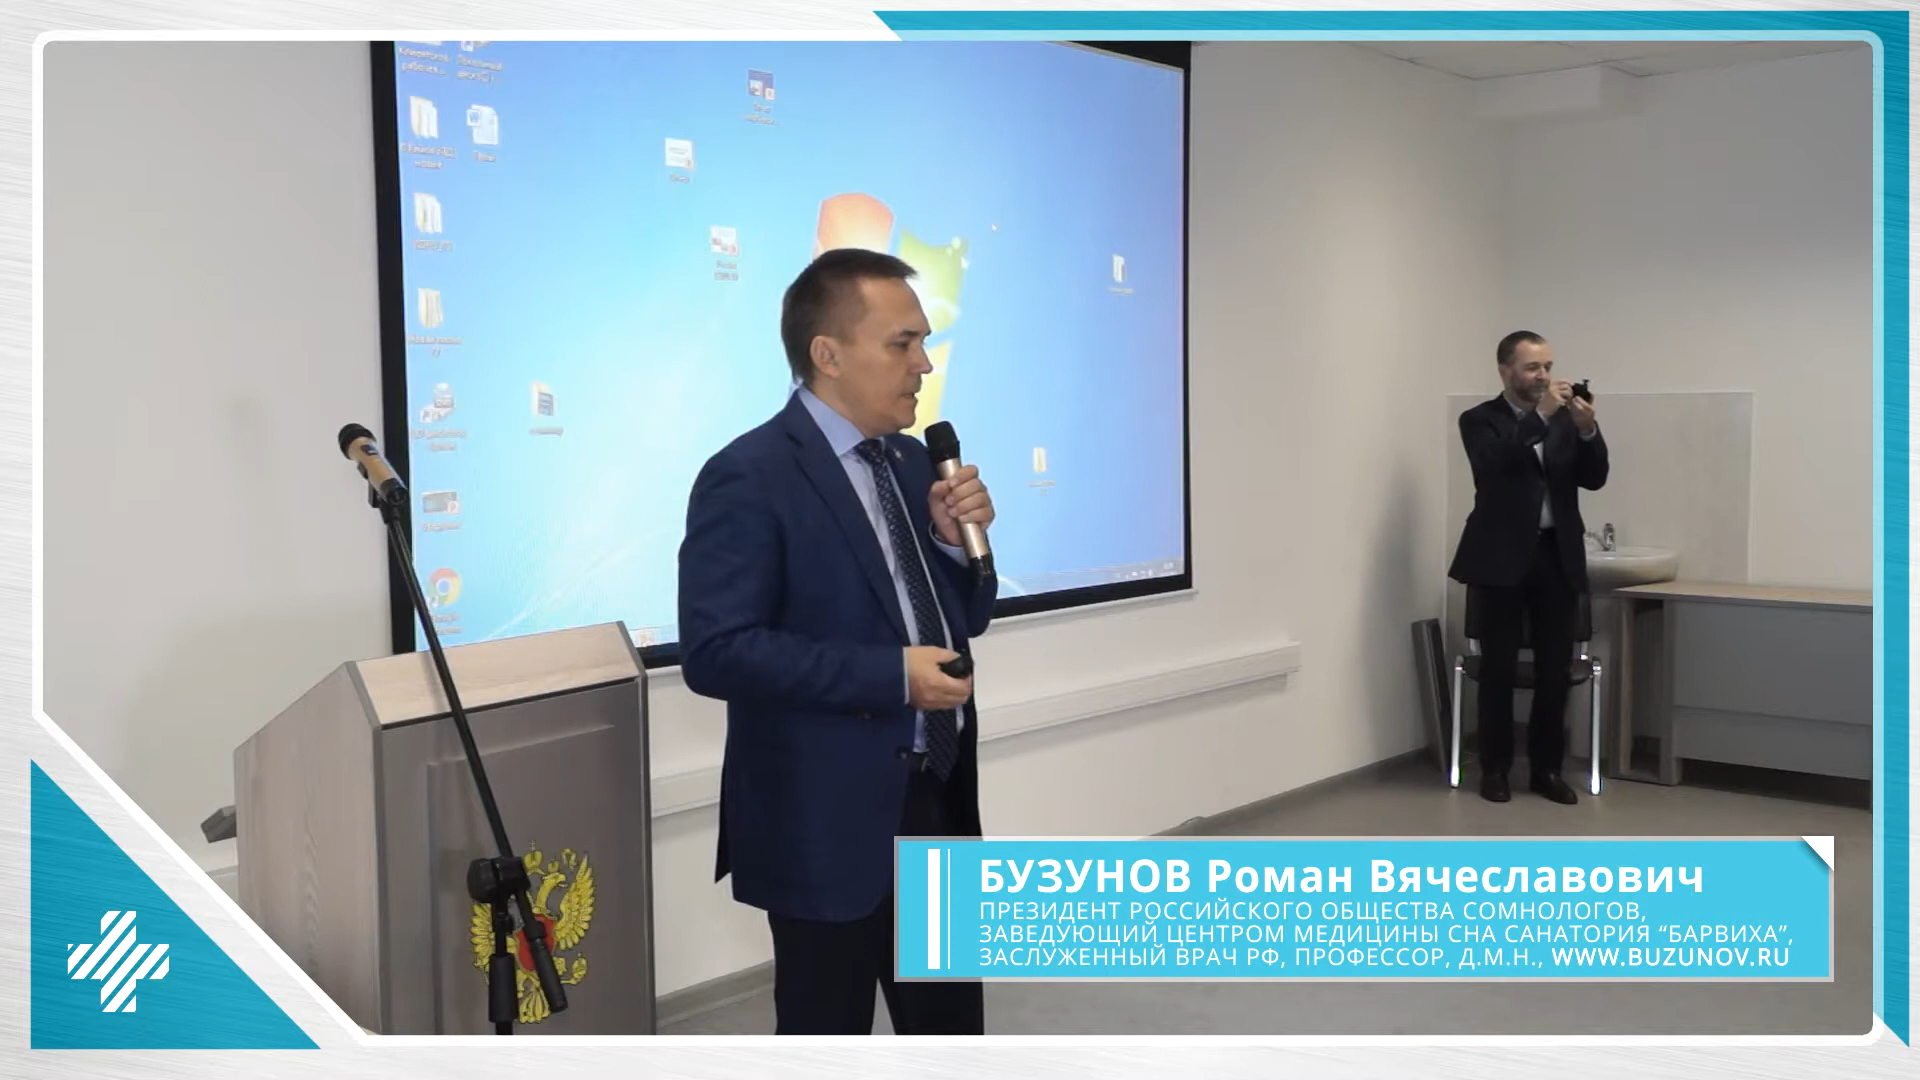 БУЗУНОВ Роман Вячеславович
ПРЕЗИДЕНТ РОССИЙСКОГО ОБЩЕСТВА СОМНОЛОГОВ,
ЗАВЕДУЮЩИЙ ЦЕНТРОМ МЕДИЦИНЫ СНА САНАТОРИЯ “БАРВИХА”,
ЗАСЛУЖЕННЫЙ ВРАЧ РФ, ПРОФЕССОР, Д.М.Н., WWW.BUZUNOV.RU